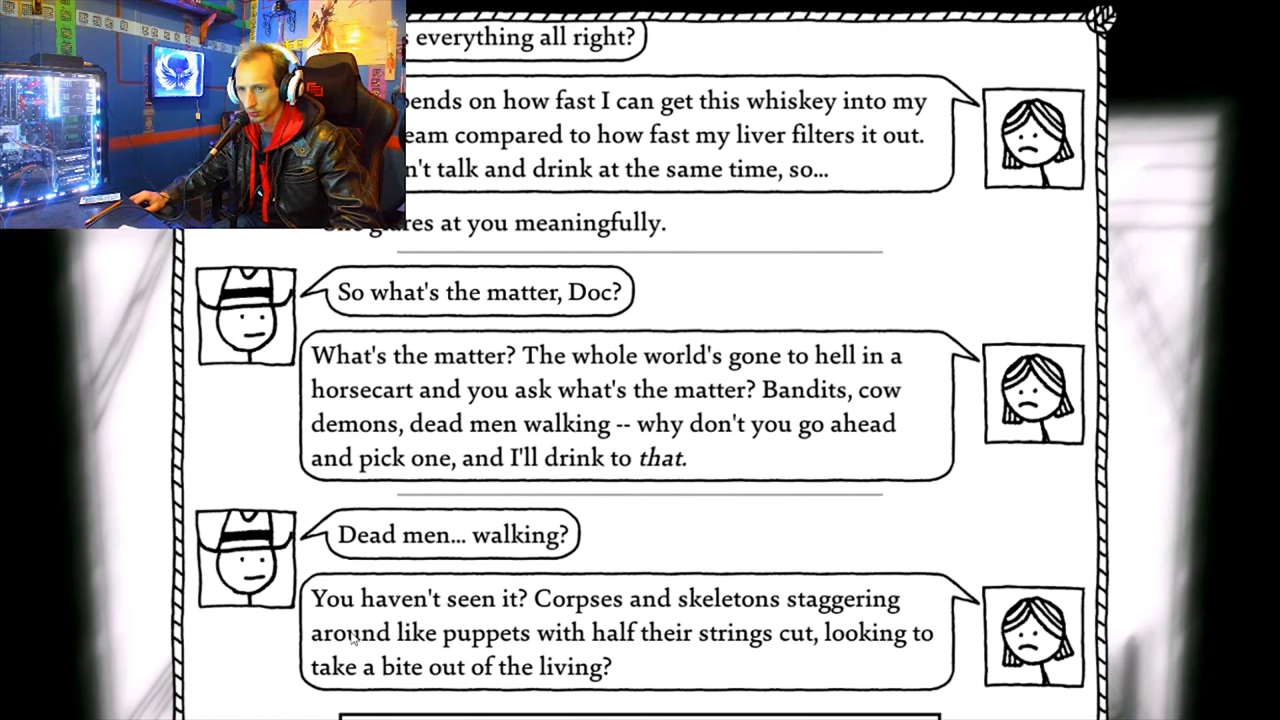 everything all right?
ends on how fast I can get this whiskey into my
eam compared to how fast my liver filters it out.
n't talk and drink at the same time, so...
at you meaningfully.
So what's the matter, Doc?
What's the matter? The whole world's gone to hell in a
horsecart and you ask what's the matter? Bandits, cow
demons, dead men walking -- why don't you go ahead
and pick one, and I'll drink to that.
Dead men... walking?
You haven't seen it? Corpses and skeletons staggering
around like puppets with half their strings cut, looking to
take a bite out of the living?